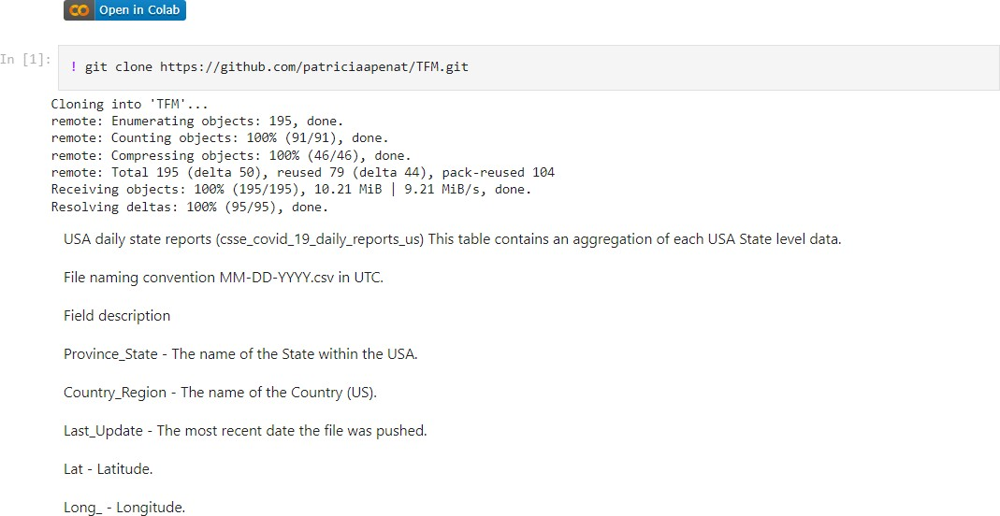 Open in Colab
In [1]:
! git clone https://github.com/patriciaapenat/TFM.git
Cloning into 'TFM'...
remote: Enumerating objects: 195, done.
remote: Counting objects: 100% (91/91), done.
remote: Compressing objects: 100% (46/46), done.
remote: Total 195 (delta 50), reused 79 (delta 44), pack-reused 104
Receiving objects: 100% (195/195), 10.21 MiB | 9.21 MiB/s, done.
Resolving deltas: 100% (95/95), done.
USA daily state reports (csse_covid_19_daily_reports_us) This table contains an aggregation of each USA State level data.
File naming convention MM-DD-YYYY.csv in UTC.
Field description
Province_State - The name of the State within the USA.
Country_Region - The name of the Country (US).
Last_Update - The most recent date the file was pushed.
Lat - Latitude.
Long_ - Longitude.